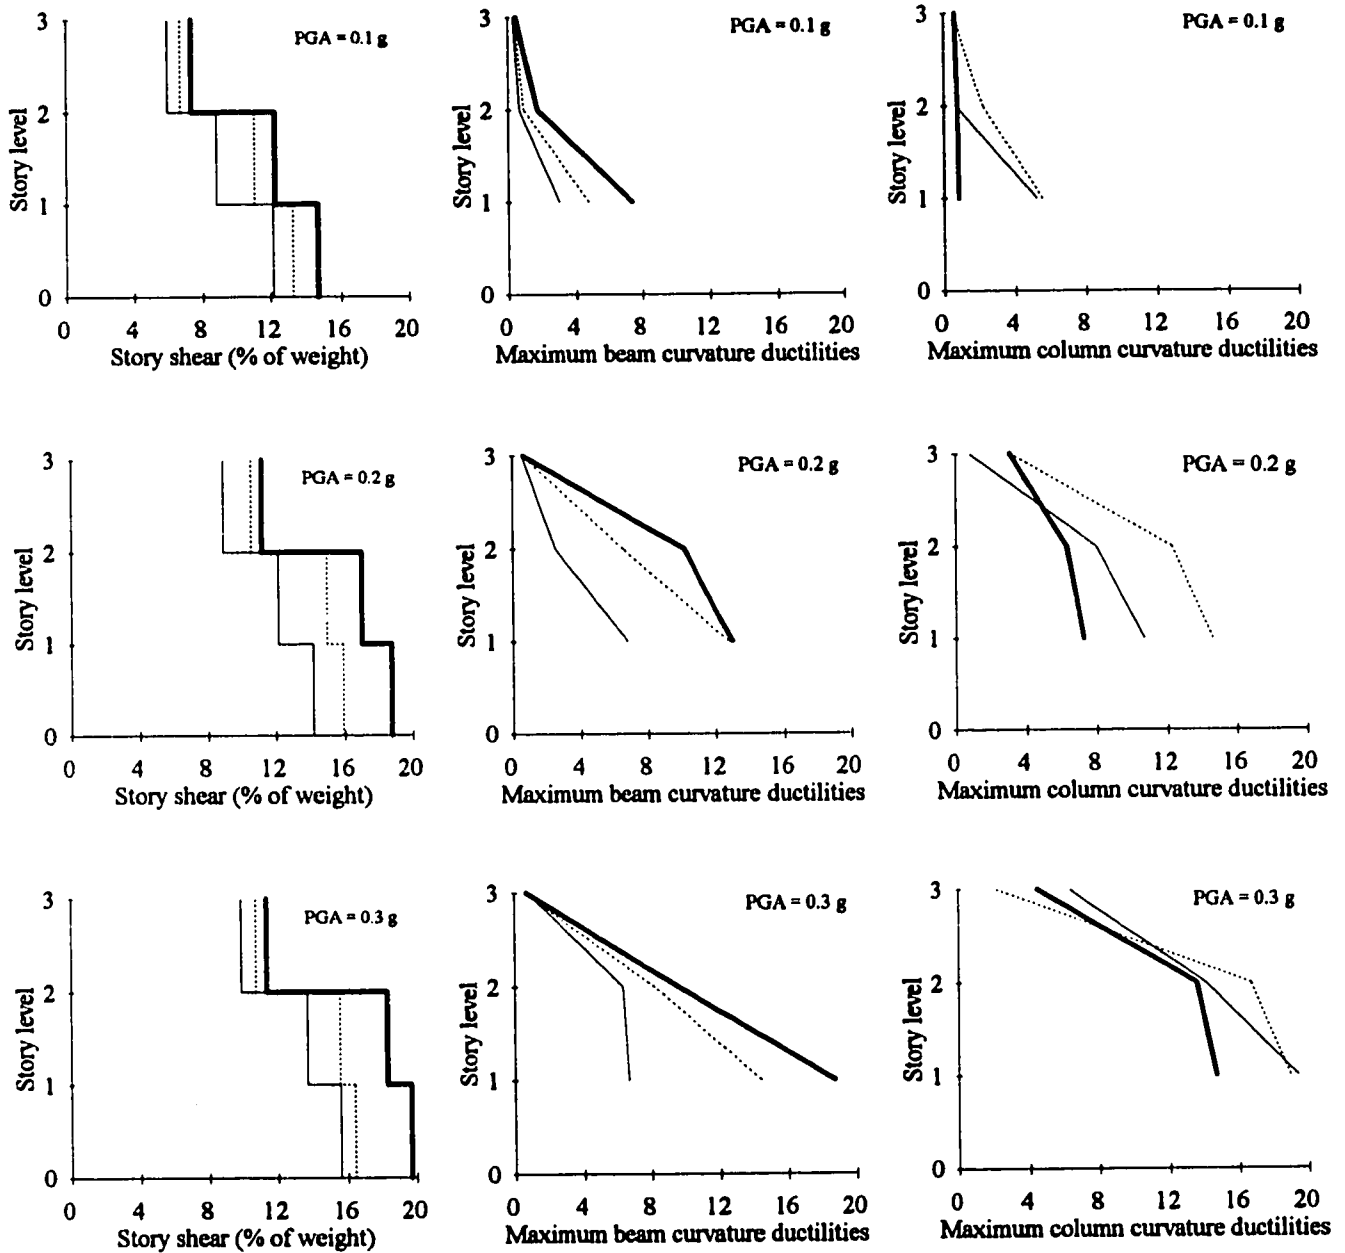 3
PGA = 0.1 g
2
Story level
1
0
0 4 8 12 16 20
Story shear (% of weight)
3
PGA = 0.1 g
2
Story level
1
0
0 4 8 12 16 20
Maximum beam curvature ductilities
3
PGA = 0.1 g
2
Story level
1
0
0 4 8 12 16 20
Maximum column curvature ductilities
3
PGA = 0.2 g
2
Story level
1
0
0 4 8 12 16 20
Story shear (% of weight)
3
PGA = 0.2 g
2
Story level
1
0
0 4 8 12 16 20
Maximum beam curvature ductilities
3
PGA = 0.2 g
2
Story level
1
0
0 4 8 12 16 20
Maximum column curvature ductilities
3
PGA = 0.3 g
2
Story level
1
0
0 4 8 12 16 20
Story shear (% of weight)
3
PGA = 0.3 g
2
Story level
1
0
0 4 8 12 16 20
Maximum beam curvature ductilities
3
PGA = 0.3 g
2
Story level
1
0
0 4 8 12 16 20
Maximum column curvature ductilities